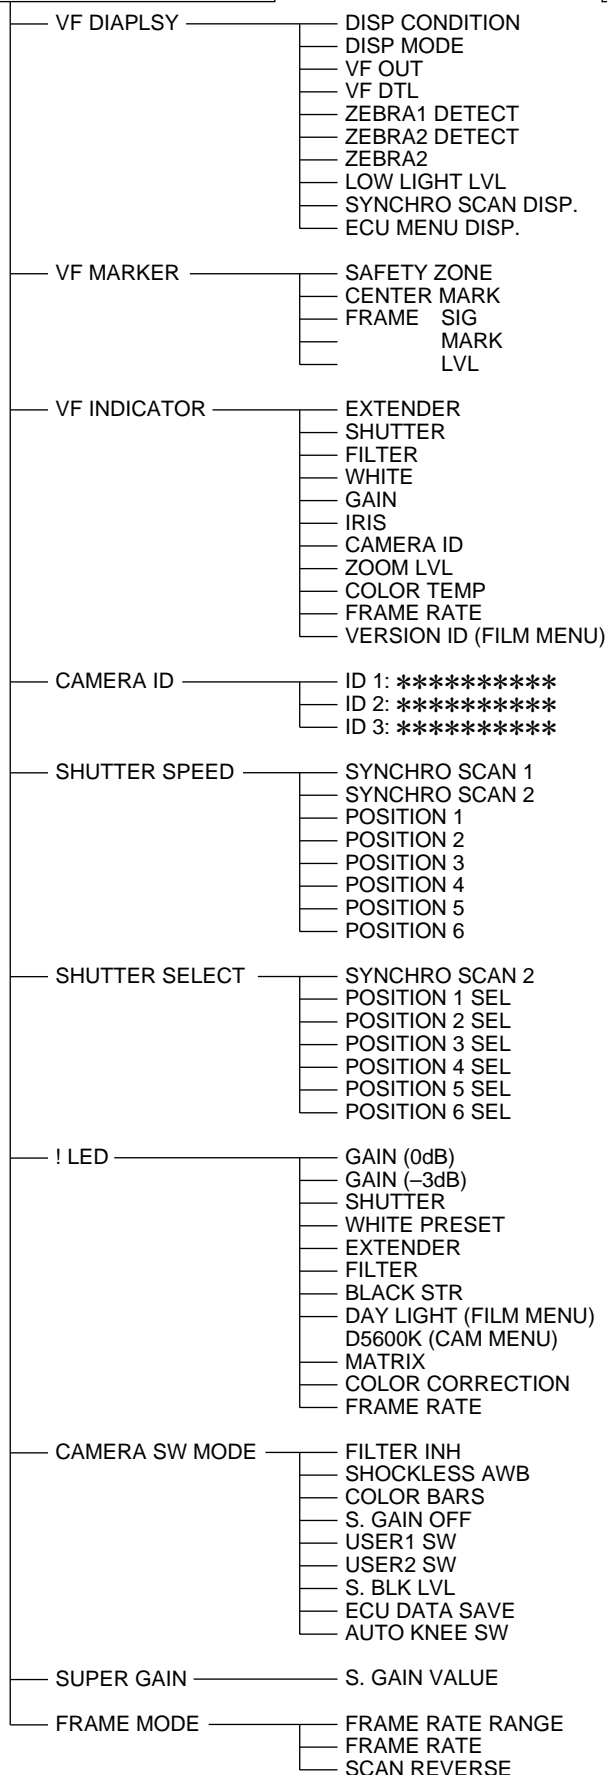 VF DIAPLSY DISP CONDITION
DISP MODE
VF OUT
VF DTL
ZEBRA1 DETECT
ZEBRA2 DETECT
ZEBRA2
LOW LIGHT LVL
SYNCHRO SCAN DISP.
ECU MENU DISP.
VF MARKER SAFETY ZONE
CENTER MARK
FRAME SIG
MARK
LVL
VF INDICATOR EXTENDER
SHUTTER
FILTER
WHITE
GAIN
IRIS
CAMERA ID
ZOOM LVL
COLOR TEMP
FRAME RATE
VERSION ID (FILM MENU)
CAMERA ID ID 1: **********
ID 2: **********
ID 3: **********
SHUTTER SPEED SYNCHRO SCAN 1
SYNCHRO SCAN 2
POSITION 1
POSITION 2
POSITION 3
POSITION 4
POSITION 5
POSITION 6
SHUTTER SELECT SYNCHRO SCAN 2
POSITION 1 SEL
POSITION 2 SEL
POSITION 3 SEL
POSITION 4 SEL
POSITION 5 SEL
POSITION 6 SEL
! LED GAIN (0dB)
GAIN (–3dB)
SHUTTER
WHITE PRESET
EXTENDER
FILTER
BLACK STR
DAY LIGHT (FILM MENU)
D5600K (CAM MENU)
MATRIX
COLOR CORRECTION
FRAME RATE
CAMERA SW MODE FILTER INH
SHOCKLESS AWB
COLOR BARS
S. GAIN OFF
USER1 SW
USER2 SW
S. BLK LVL
ECU DATA SAVE
AUTO KNEE SW
SUPER GAIN S. GAIN VALUE
FRAME MODE FRAME RATE RANGE
FRAME RATE
SCAN REVERSE